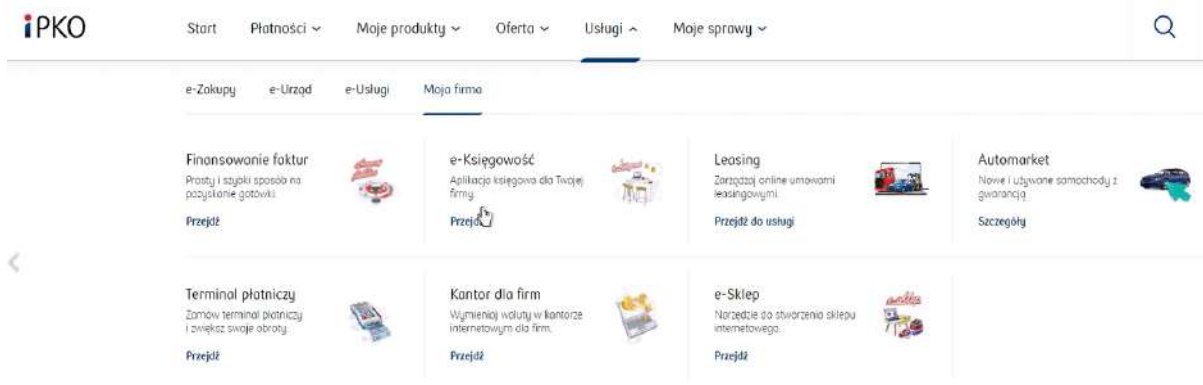 iPKO
Start Płatności Moje produkty Oferta Usługi Moje sprawy
e-Zakupy e-Urząd e-Usługi Moja firma
Finansowanie faktur
Prosty i szybki sposób na
pozyskanie gotówki.
Przejdź
e-Księgowość
Aplikacja księgowa dla Twojej
firmy.
Przejdź
Leasing
Zarządzaj online umowami
leasingowymi.
Przejdź do usługi
Automarket
Nowe i używane samochody z
gwarancją.
Szczegóły
Terminal płatniczy
Zamów terminal płatniczy
i zwiększ swoje obroty.
Przejdź
Kantor dla firm
Wymieniaj waluty w kantorze
internetowym dla firm.
Przejdź
e-Sklep
Narzędzie do stworzenia sklepu
internetowego.
Przejdź